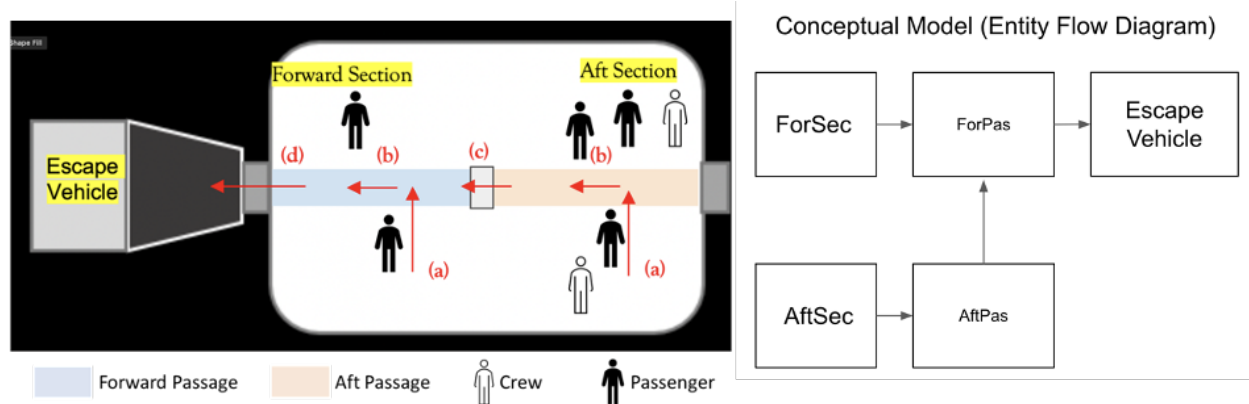 Shape Fill
Forward Section
Aft Section
Escape
Vehicle
(d)
(b)
(c)
(b)
(a)
(a)
Forward Passage
Aft Passage
Crew
Passenger
Conceptual Model (Entity Flow Diagram)
ForSec
ForPas
Escape
Vehicle
AftSec
AftPas